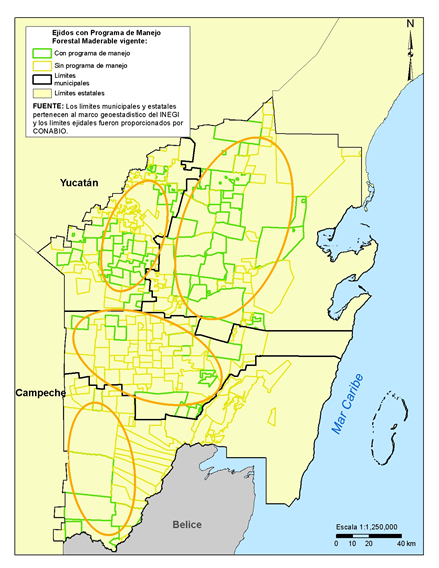 Ejidos con Programa de Manejo
Forestal Maderable vigente:
Con programa de manejo
Sin programa de manejo
Límites
municipales
Límites estatales
FUENTE: Los límites municipales y estatales
pertenecen al marco geoestadistico del INEGI
y los límites ejidales fueron proporcionados por
CONABIO.
N
Yucatán
Campeche
Mar Caribe
Belice
Escala 1:1,250,000
0 10 20 40 km